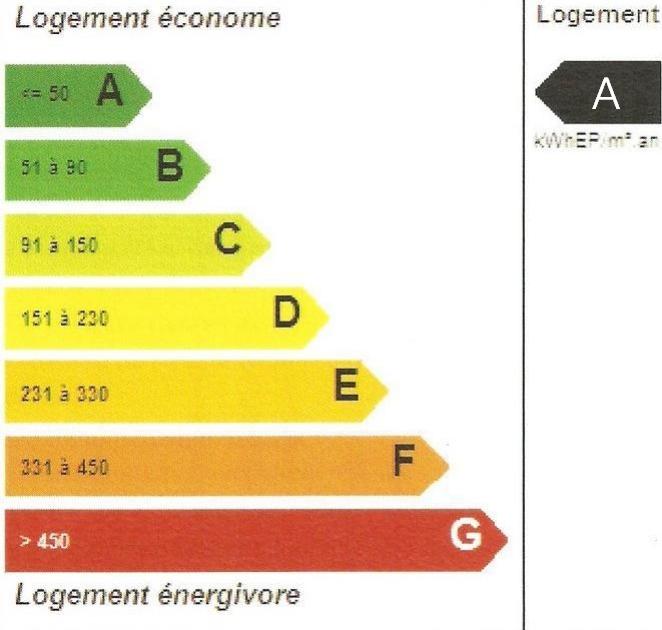 Logement économe
<= 50 A
51 à 90 B
91 à 150 C
151 à 230 D
231 à 330 E
331 à 450 F
> 450 G
Logement énergivore
Logement
A
kWhEP/m².an